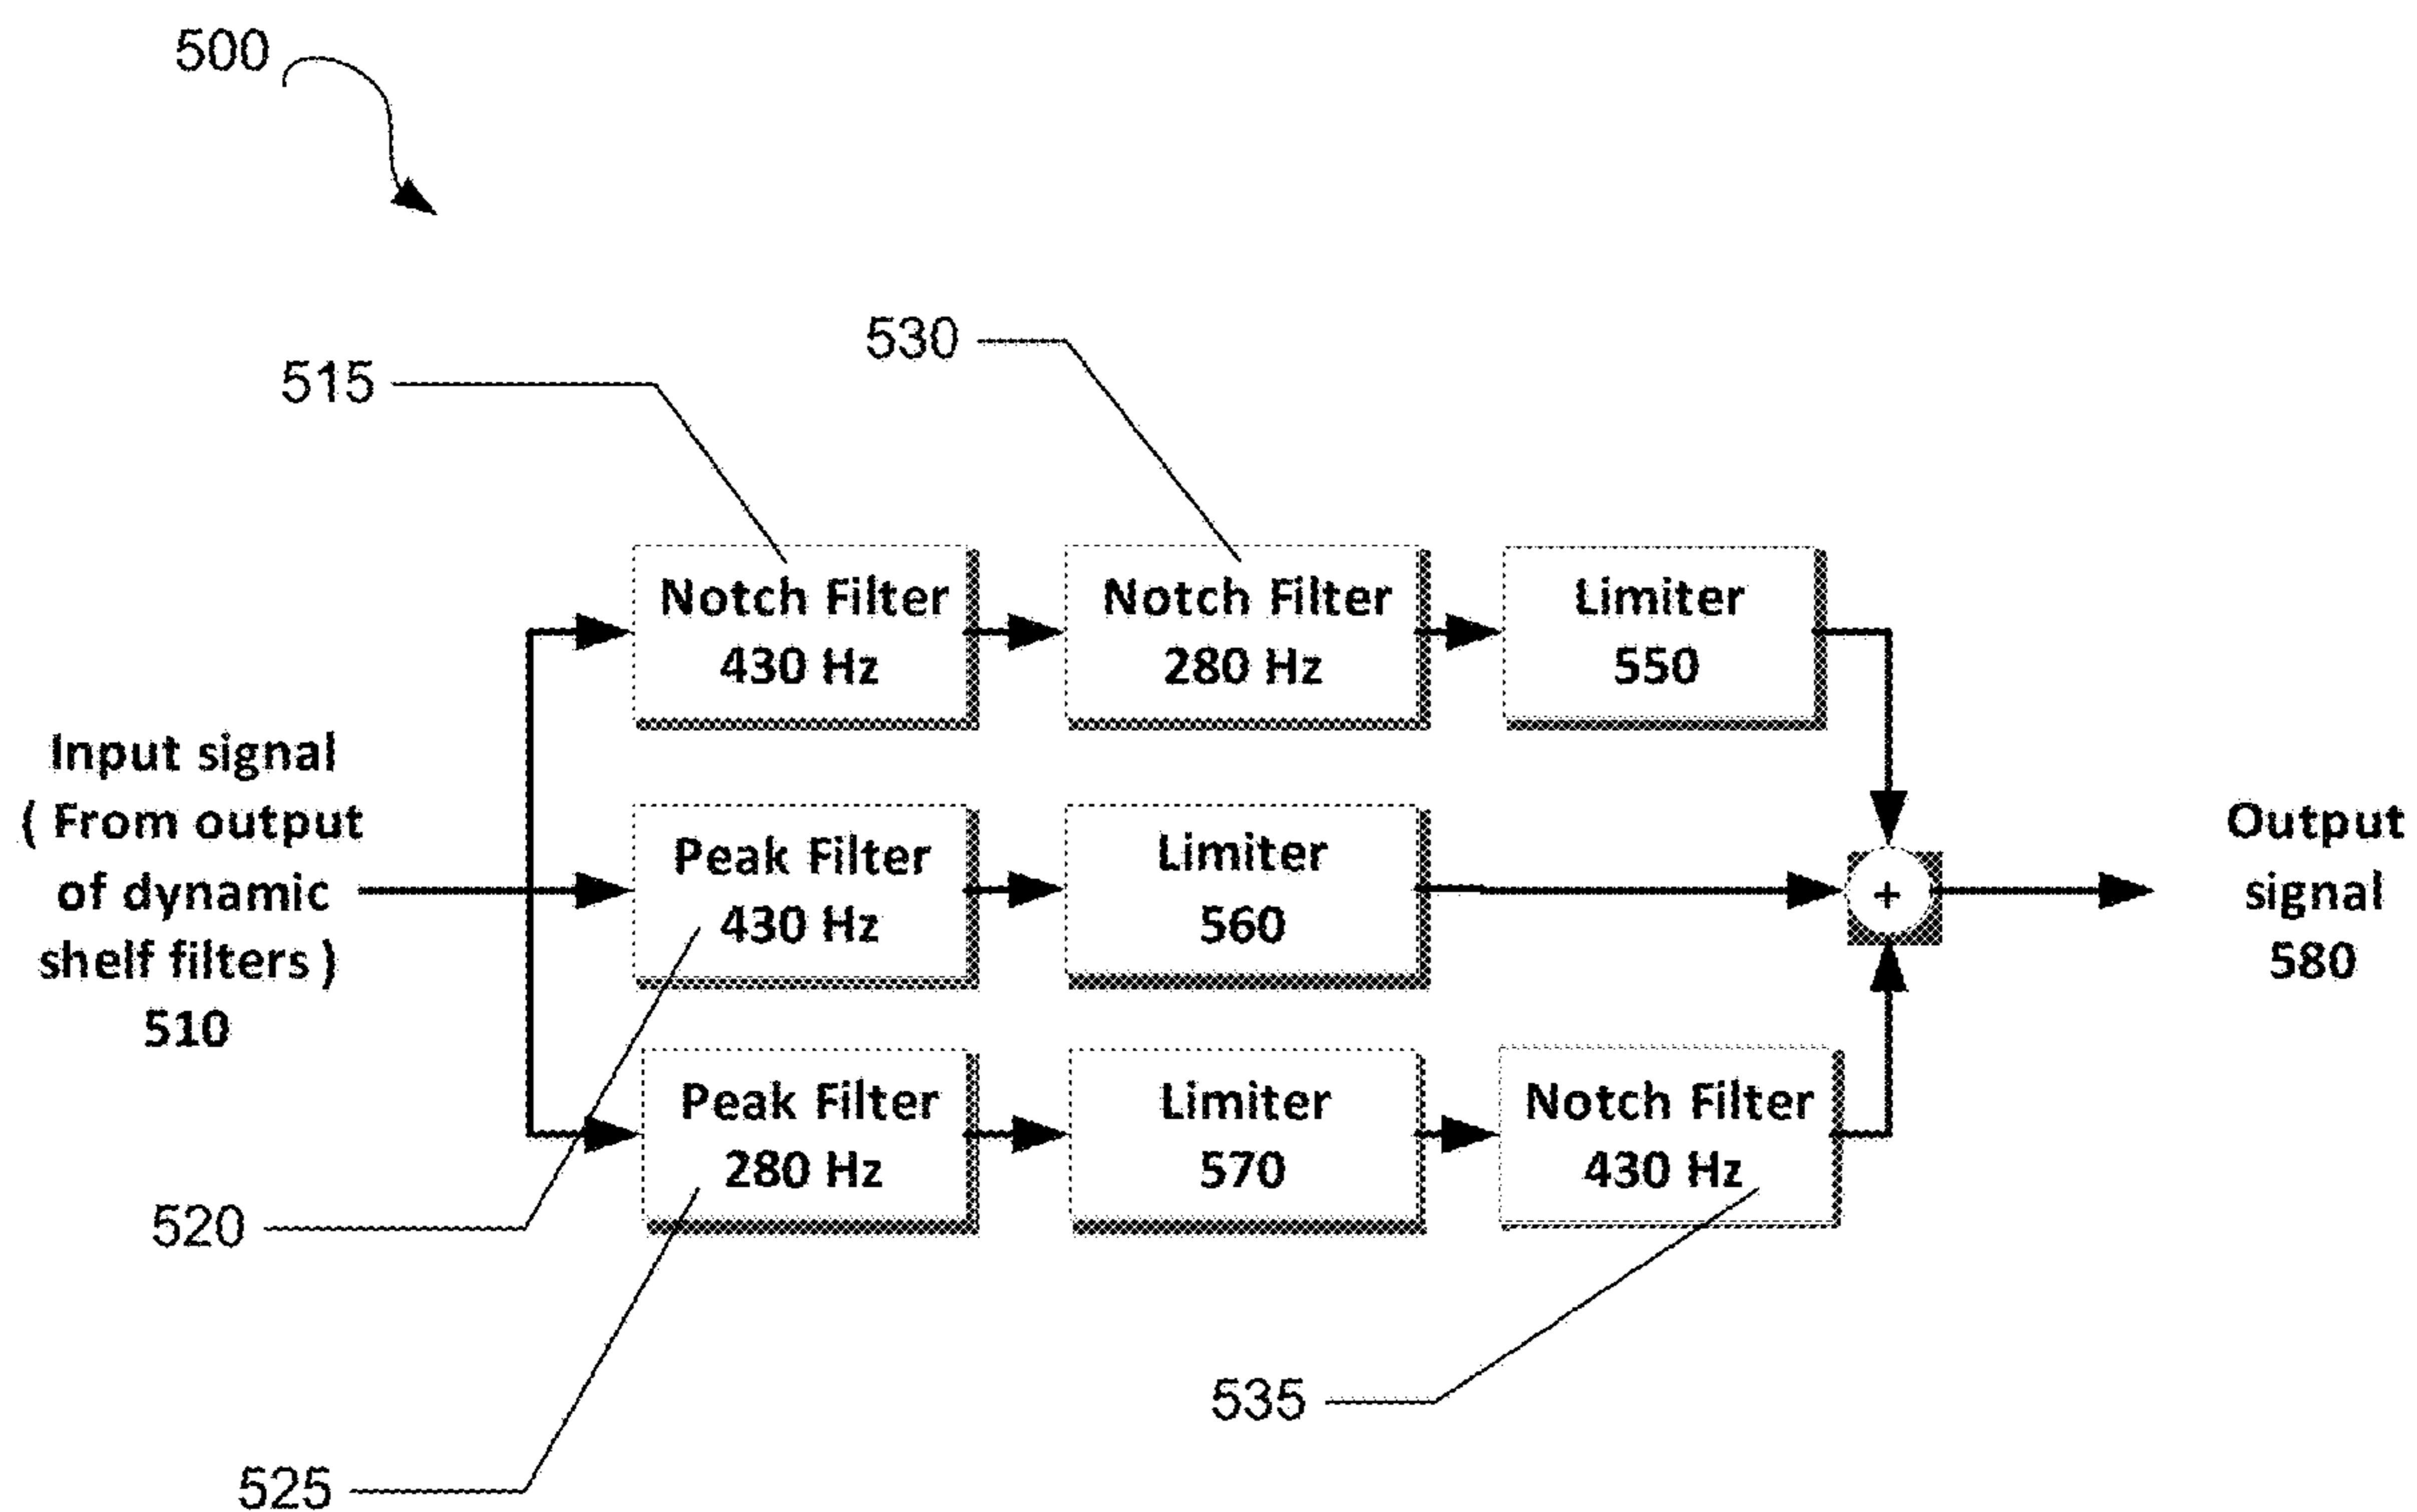 500
530
515
Notch Filter
430 Hz
Notch Filter
280 Hz
Limiter
550
Input signal
( From output
of dynamic
shelf filters )
510
Peak Filter
430 Hz
Limiter
560
+
Output
signal
580
Peak Filter
280 Hz
Limiter
570
Notch Filter
430 Hz
520
535
525